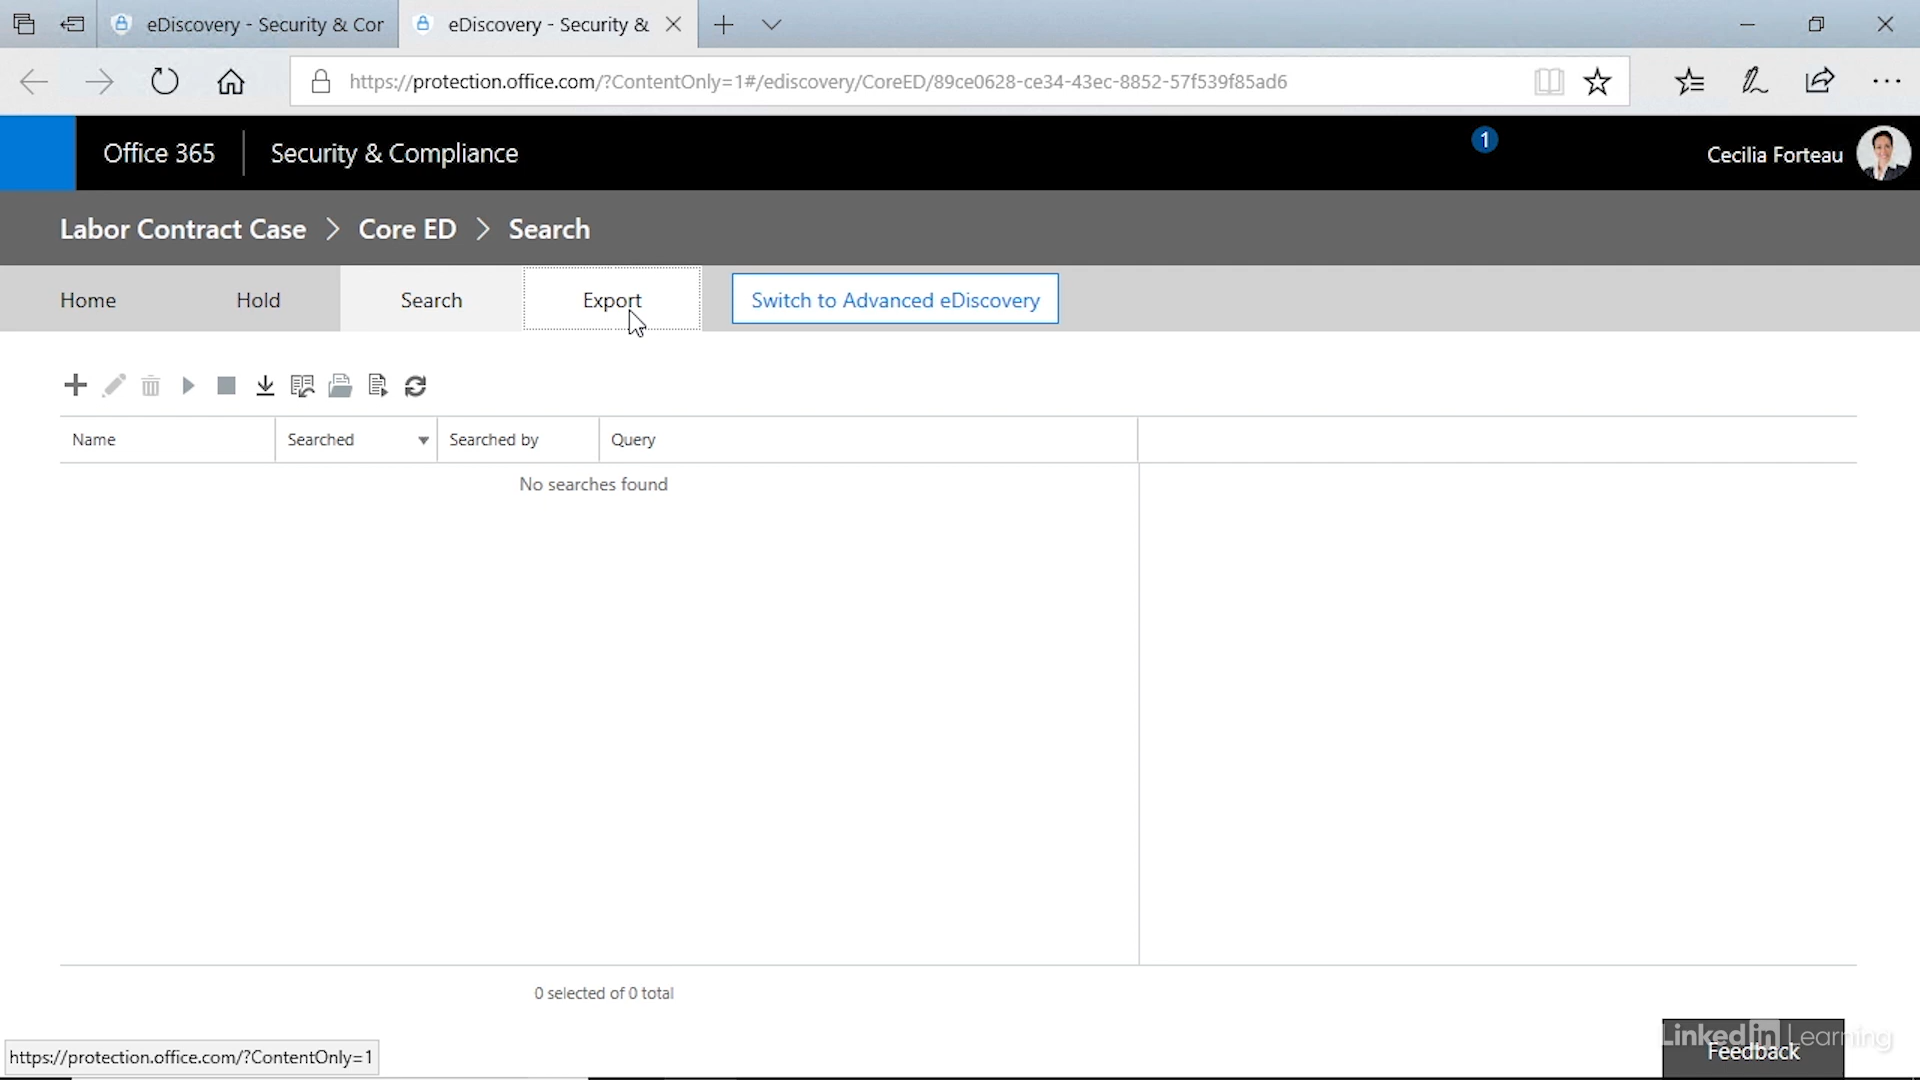 eDiscovery - Security & Cor
eDiscovery - Security &
https://protection.office.com/?ContentOnly=1#/ediscovery/CoreED/89ce0628-ce34-43ec-8852-57f539f85ad6
Office 365
Security & Compliance
1
Cecilia Forteau
Labor Contract Case > Core ED > Search
Home
Hold
Search
Export
Switch to Advanced eDiscovery
Name
Searched
Searched by
Query
No searches found
0 selected of 0 total
LinkedIn Learning
Feedback
https://protection.office.com/?ContentOnly=1